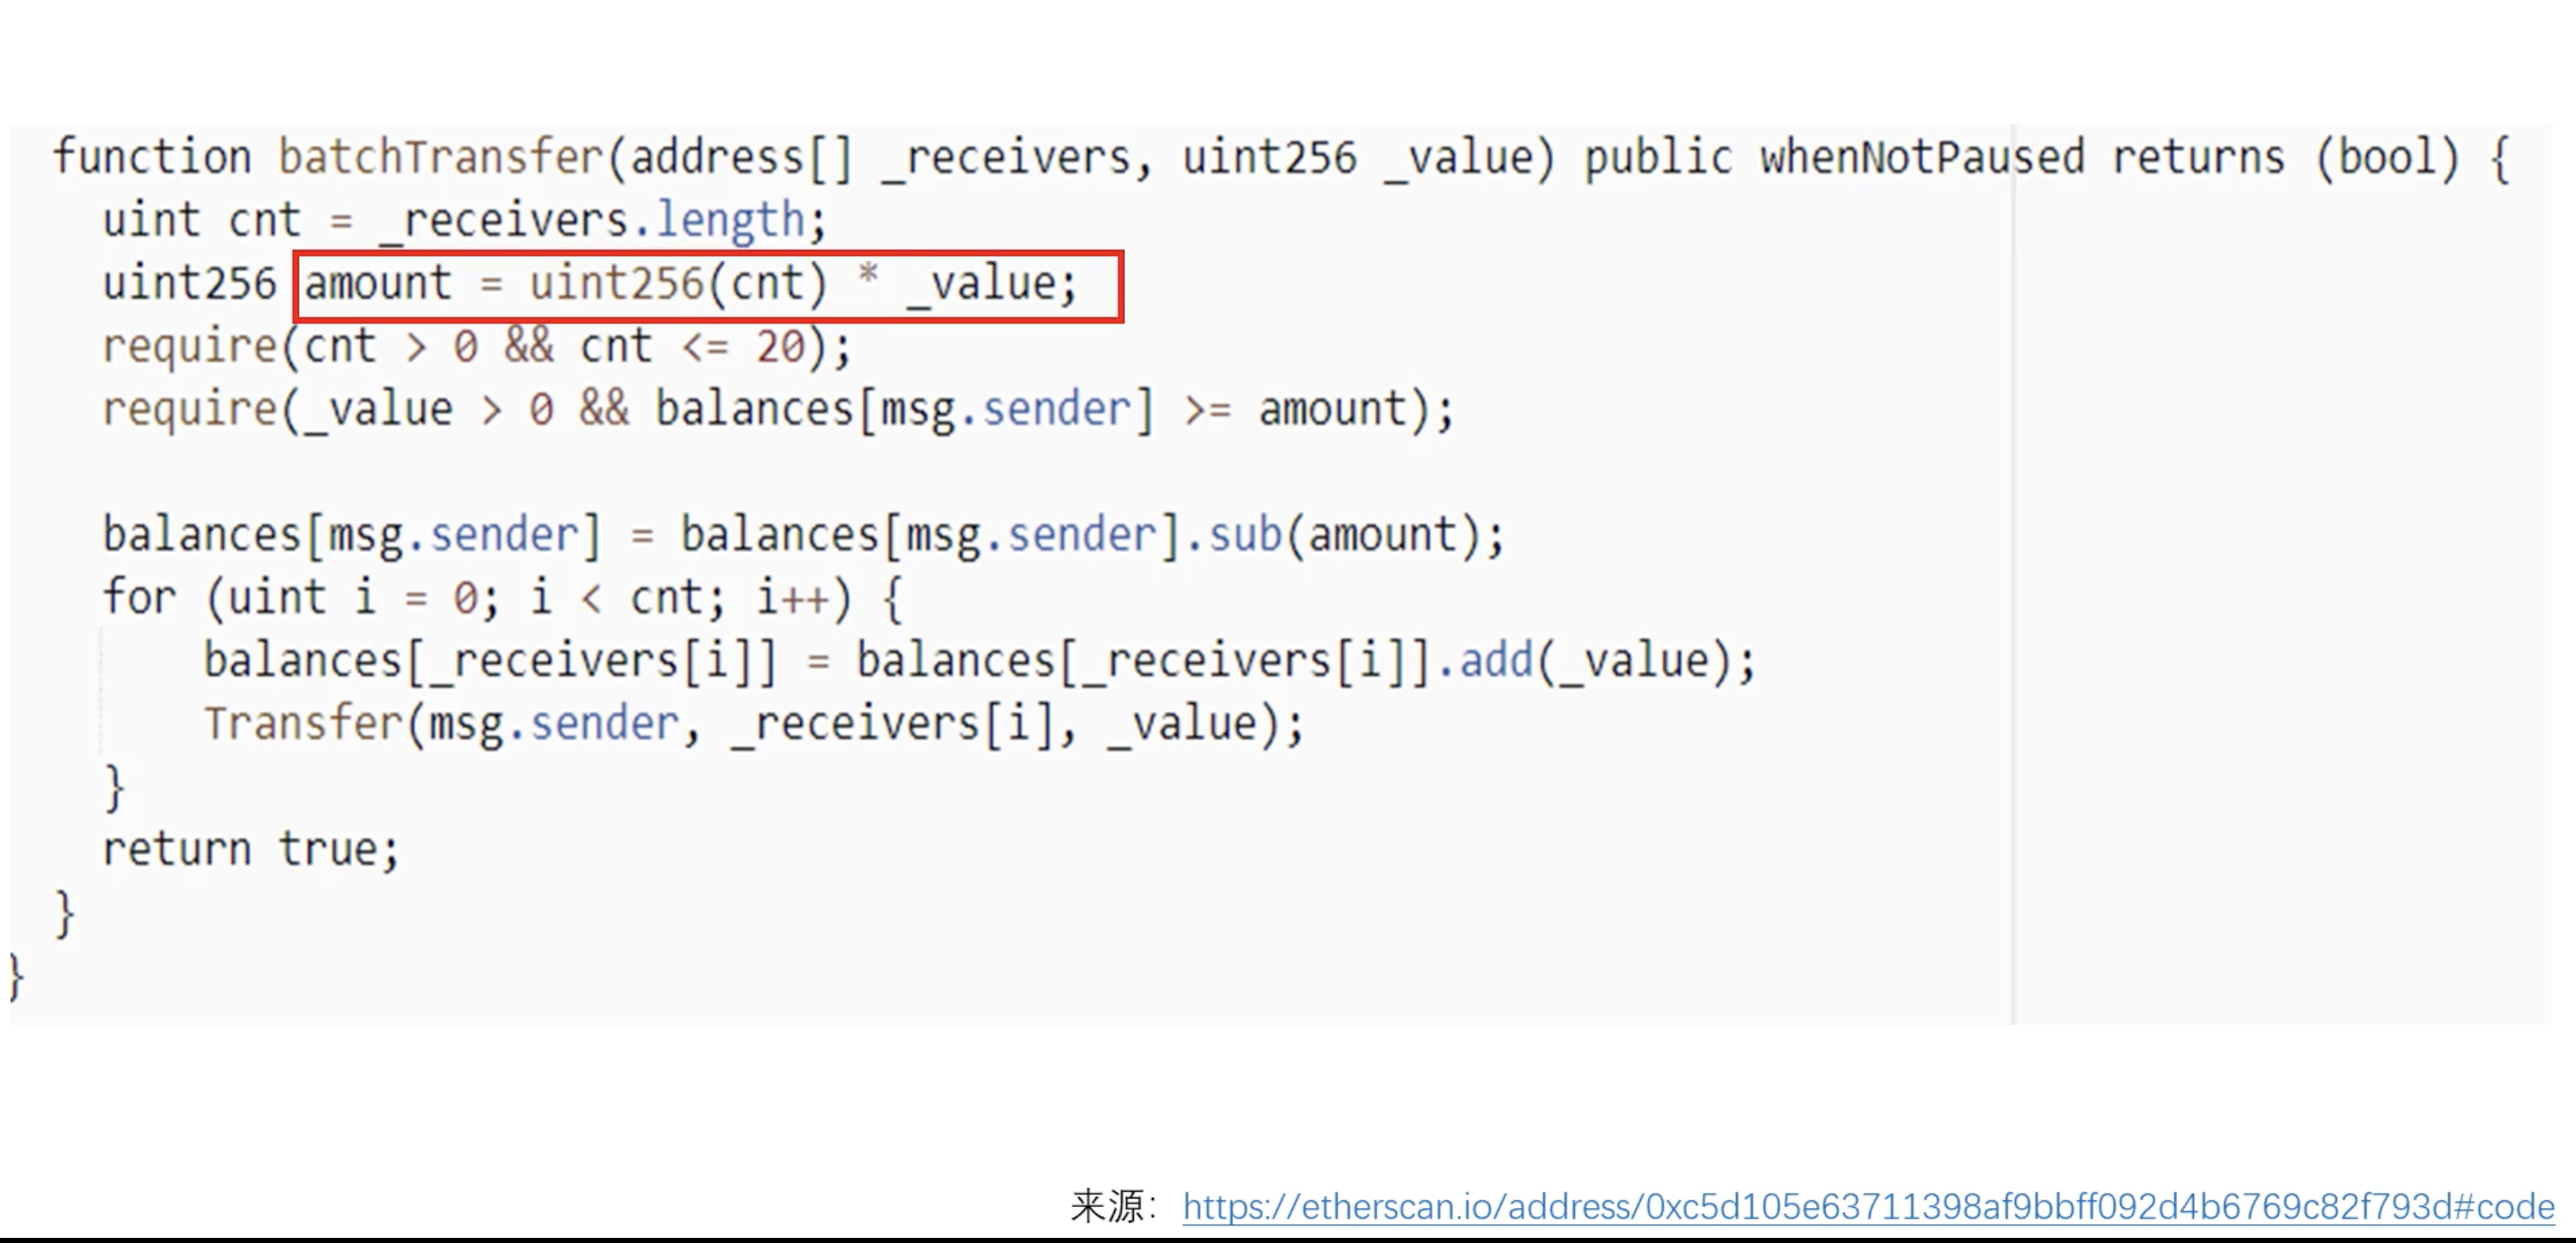 function batchTransfer(address[] _receivers, uint256 _value) public whenNotPaused returns (bool) {
uint cnt = _receivers.length;
uint256 amount = uint256(cnt) * _value;
require(cnt > 0 && cnt <= 20);
require(_value > 0 && balances[msg.sender] >= amount);
balances[msg.sender] = balances[msg.sender].sub(amount);
for (uint i = 0; i < cnt; i++) {
balances[_receivers[i]] = balances[_receivers[i]].add(_value);
Transfer(msg.sender, _receivers[i], _value);
}
return true;
}
}
来源：https://etherscan.io/address/0xc5d105e63711398af9bbff092d4b6769c82f793d#code